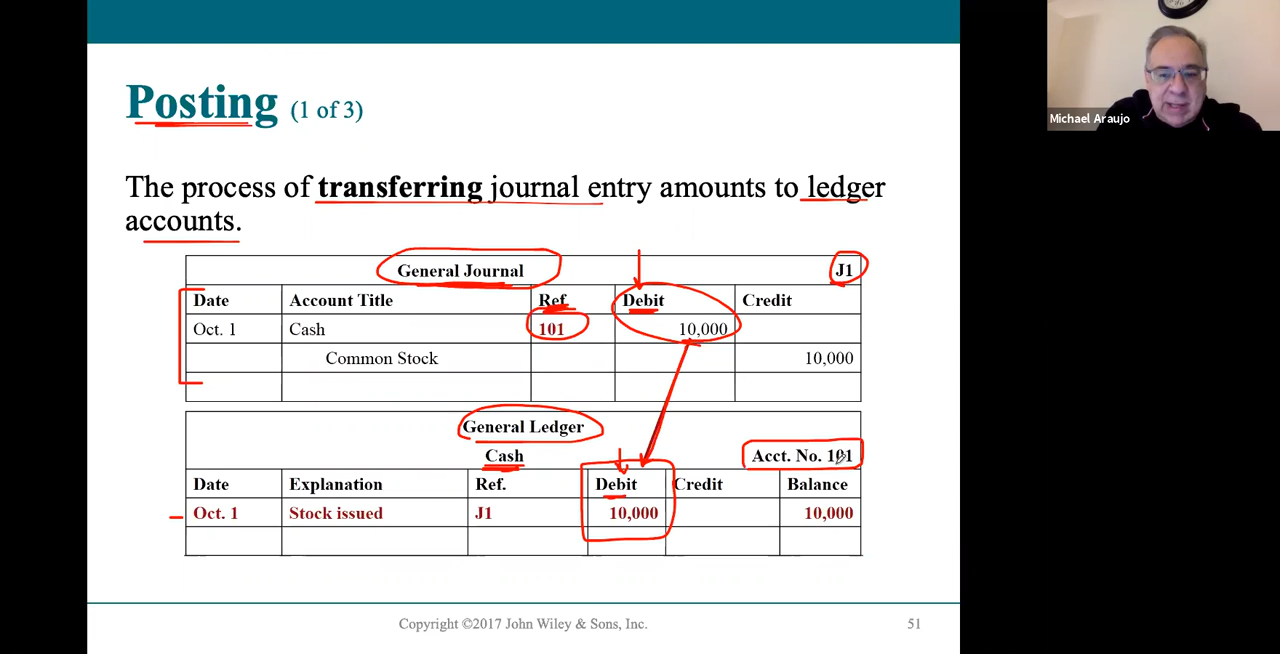 Posting (1 of 3)
Michael Araujo
The process of transferring journal entry amounts to ledger
accounts.
General Journal J1
Date Account Title Ref. Debit Credit
Oct. 1 Cash 101 10,000
Common Stock 10,000
General Ledger
Cash Acct. No. 101
Date Explanation Ref. Debit Credit Balance
Oct. 1 Stock issued J1 10,000 10,000
Copyright ©2017 John Wiley & Sons, Inc. 51